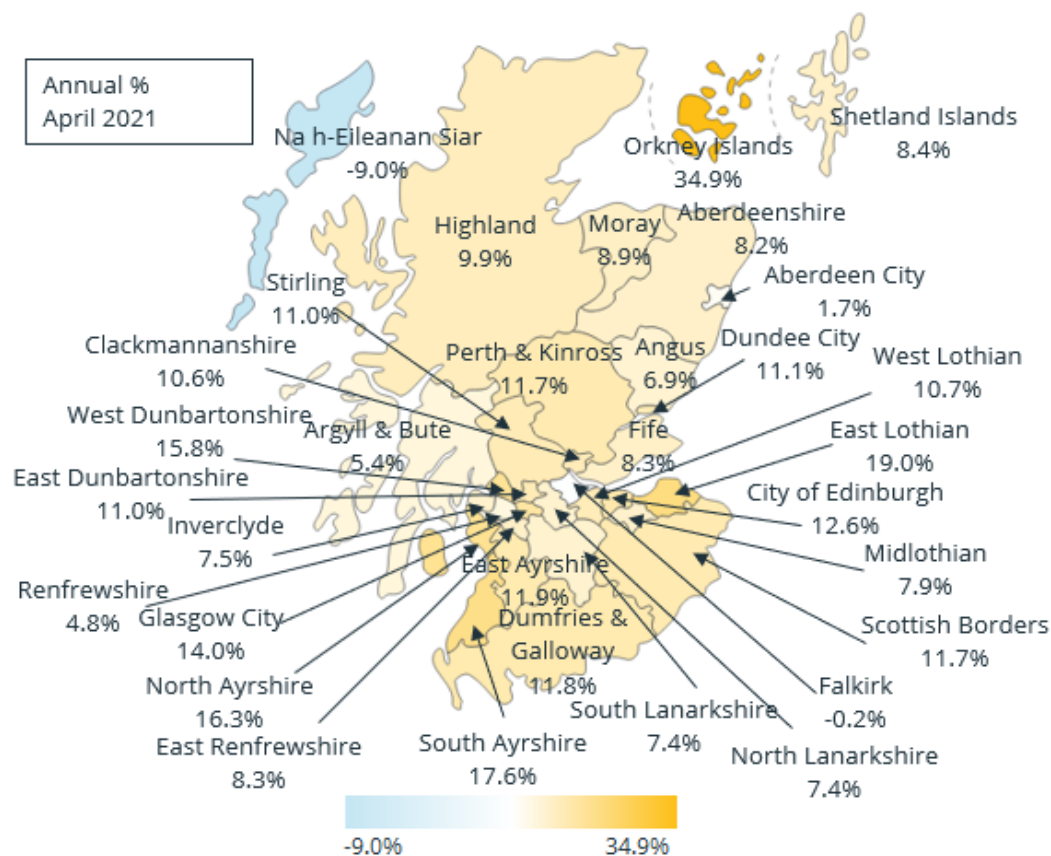 Annual %
April 2021
Na h-Eileanan Siar
-9.0%
Orkney Islands
34.9%
Shetland Islands
8.4%
Highland
9.9%
Moray
8.9%
Aberdeenshire
8.2%
Stirling
11.0%
Aberdeen City
1.7%
Clackmannanshire
10.6%
Perth & Kinross
11.7%
Angus
6.9%
Dundee City
11.1%
West Lothian
10.7%
West Dunbartonshire
15.8%
Argyll & Bute
5.4%
Fife
8.3%
East Lothian
19.0%
East Dunbartonshire
11.0%
City of Edinburgh
12.6%
Inverclyde
7.5%
East Ayrshire
11.9%
Midlothian
7.9%
Renfrewshire
4.8%
Glasgow City
14.0%
Dumfries &
Galloway
11.8%
Scottish Borders
11.7%
North Ayrshire
16.3%
South Lanarkshire
7.4%
Falkirk
-0.2%
East Renfrewshire
8.3%
South Ayrshire
17.6%
North Lanarkshire
7.4%
-9.0%
34.9%